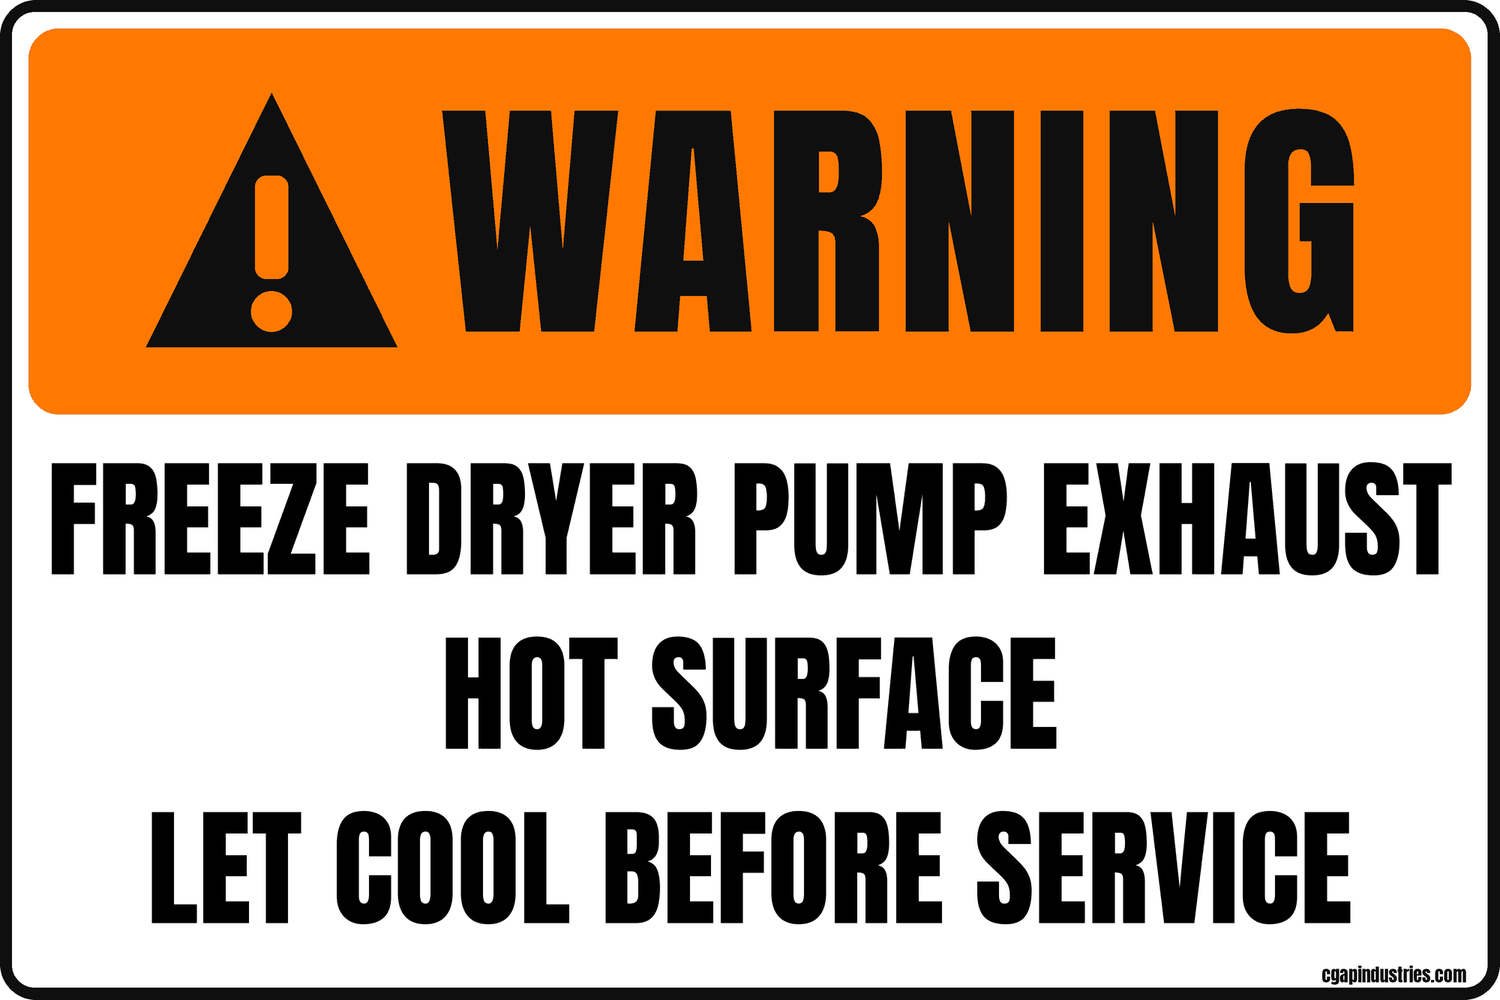 WARNING
FREEZE DRYER PUMP EXHAUST
HOT SURFACE
LET COOL BEFORE SERVICE
cgapindustries.com